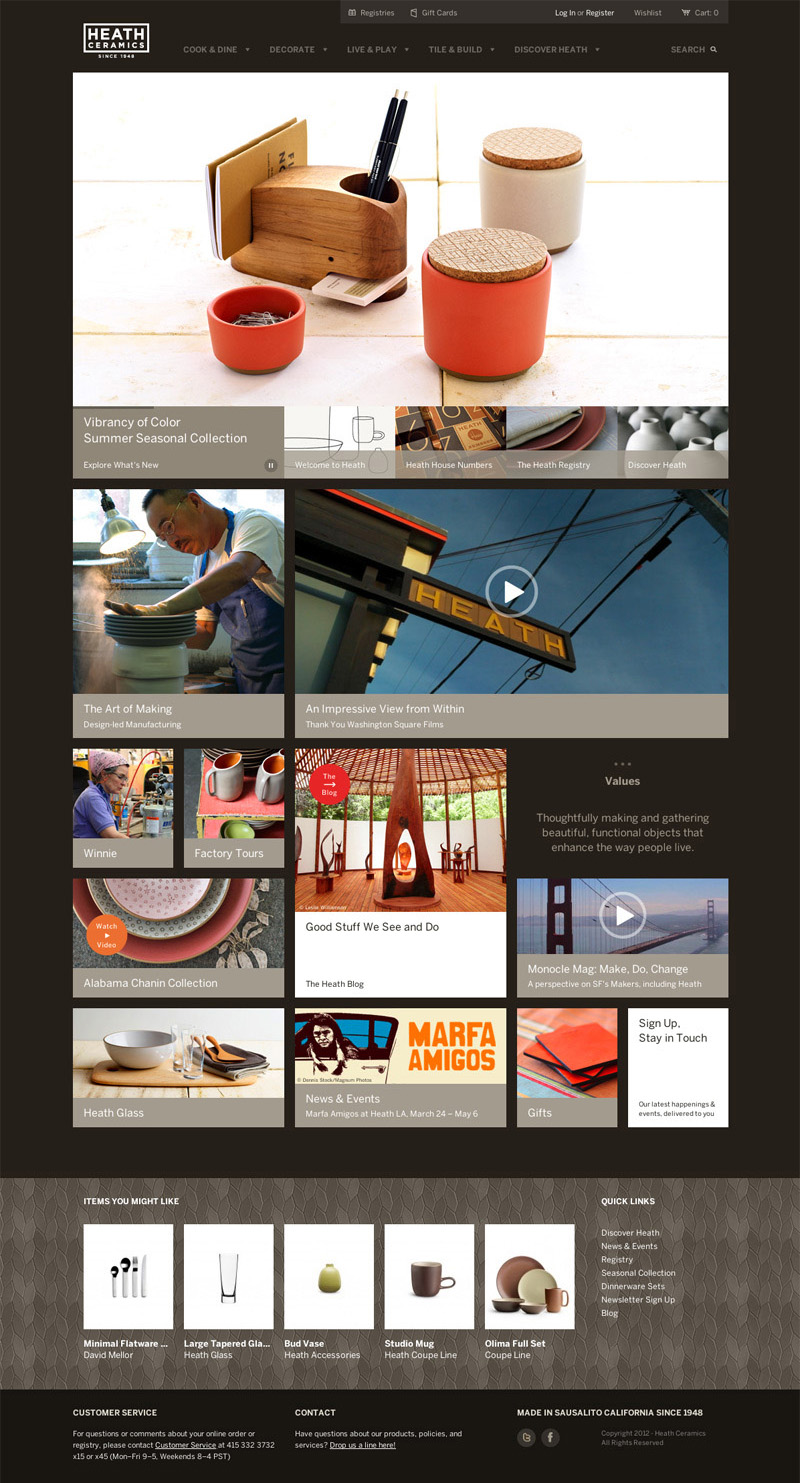 Registries
Gift Cards
Log In or Register
Wishlist
Cart: 0
HEATH
CERAMICS
SINCE 1948
COOK & DINE
DECORATE
LIVE & PLAY
TILE & BUILD
DISCOVER HEATH
SEARCH
Vibrancy of Color
Summer Seasonal Collection
Explore What's New
Welcome to Heath
Heath House Numbers
The Heath Registry
Discover Heath
HEATH
The Art of Making
Design-led Manufacturing
An Impressive View from Within
Thank You Washington Square Films
Winnie
Factory Tours
The
Blog
© Leslie Williamson
Good Stuff We See and Do
The Heath Blog
Values
Thoughtfully making and gathering
beautiful, functional objects that
enhance the way people live.
Watch
Video
Alabama Chanin Collection
Monocle Mag: Make, Do, Change
A perspective on SF's Makers, including Heath
Heath Glass
MARFA
AMIGOS
© Dennis Stock/Magnum Photos
News & Events
Marfa Amigos at Heath LA, March 24 – May 6
Gifts
Sign Up,
Stay in Touch
Our latest happenings &
events, delivered to you
ITEMS YOU MIGHT LIKE
Minimal Flatware ...
David Mellor
Large Tapered Gla...
Heath Glass
Bud Vase
Heath Accessories
Studio Mug
Heath Coupe Line
Olima Full Set
Coupe Line
QUICK LINKS
Discover Heath
News & Events
Registry
Seasonal Collection
Dinnerware Sets
Newsletter Sign Up
Blog
CUSTOMER SERVICE
For questions or comments about your online order or
registry, please contact Customer Service at 415 332 3732
x15 or x45 (Mon–Fri 9–5, Weekends 8–4 PST)
CONTACT
Have questions about our products, policies, and
services? Drop us a line here!
MADE IN SAUSALITO CALIFORNIA SINCE 1948
Copyright 2012 - Heath Ceramics
All Rights Reserved